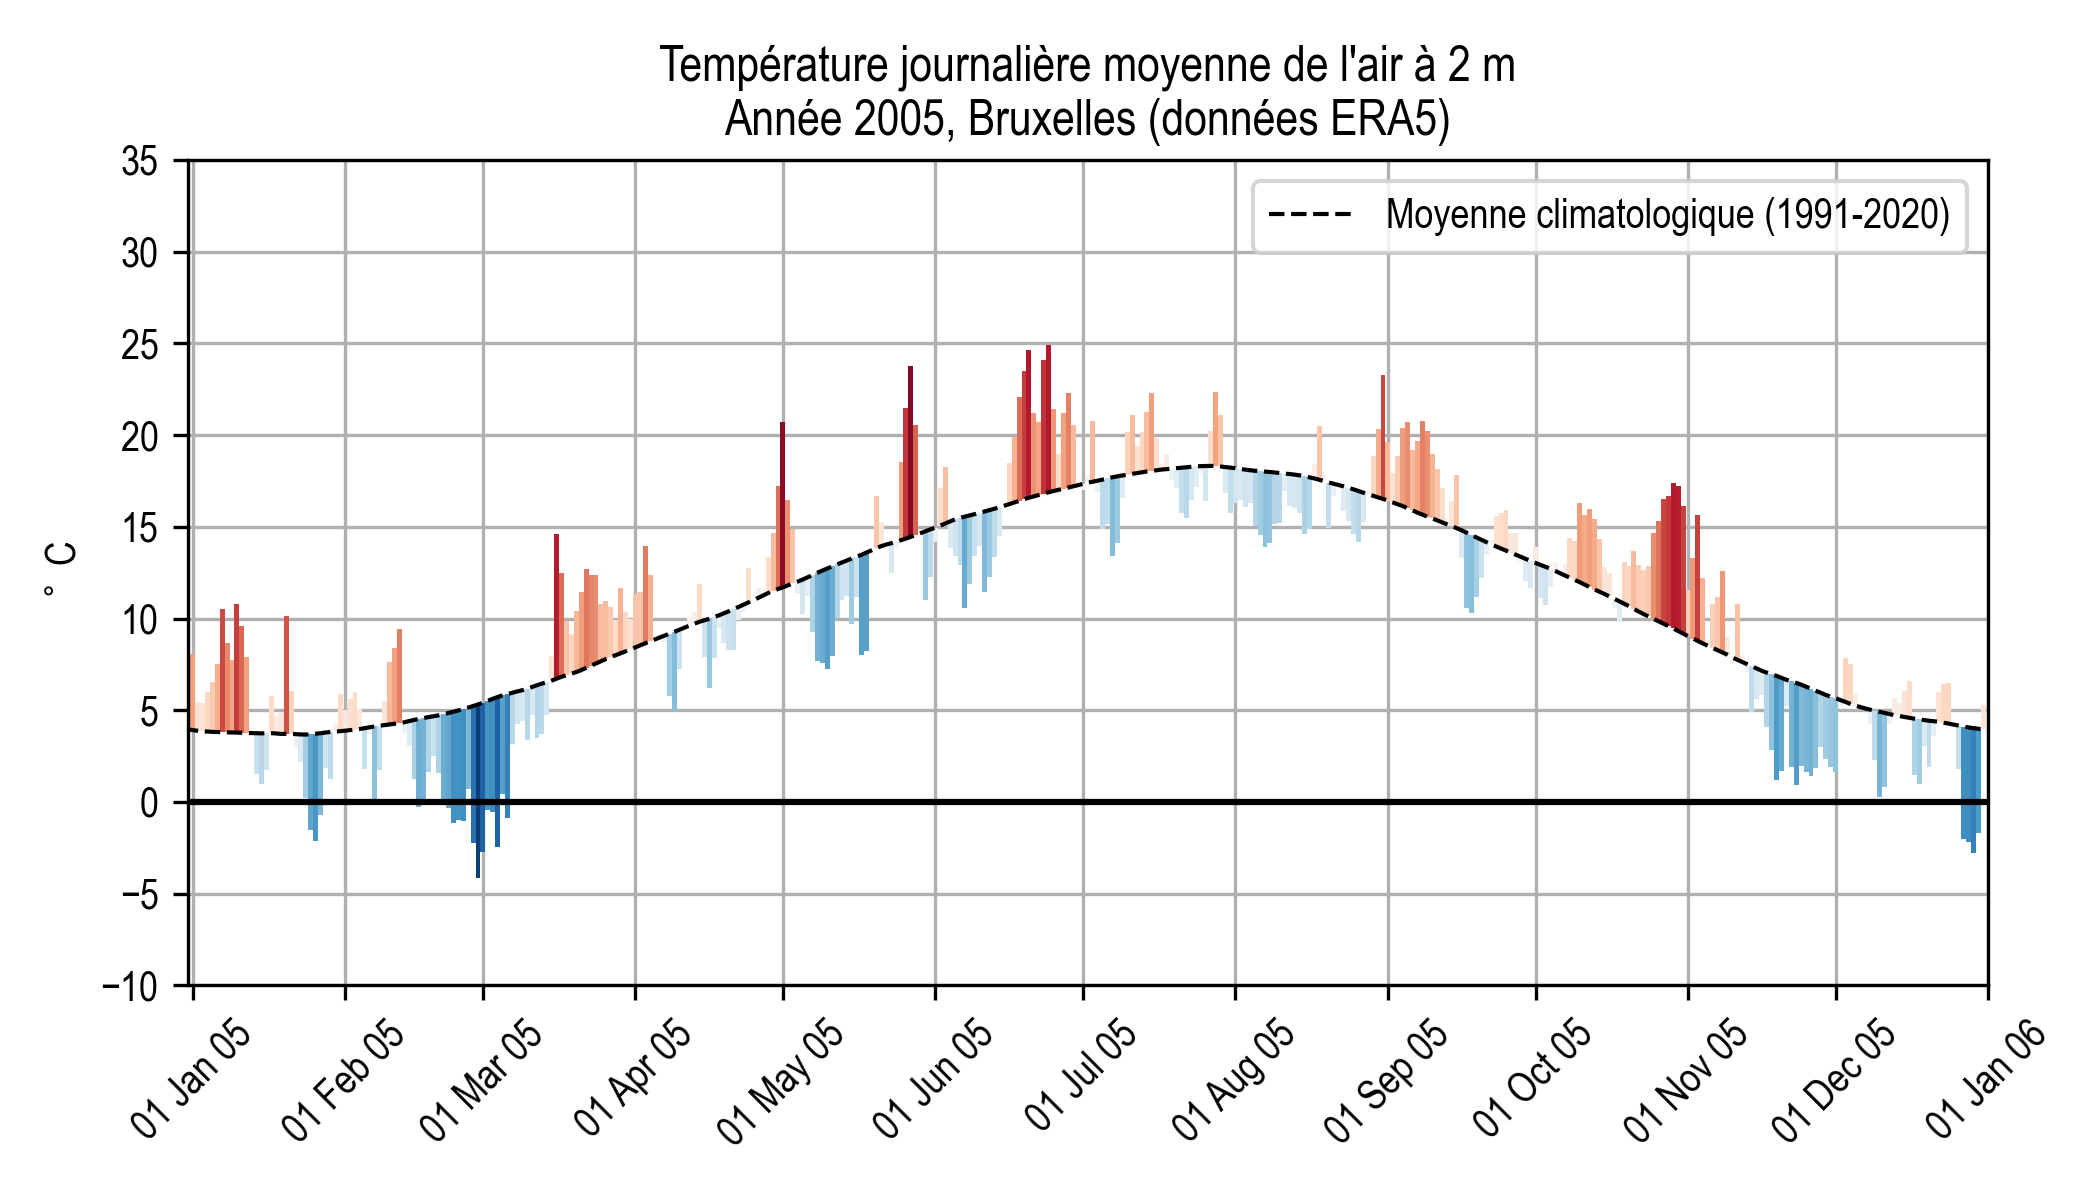 Température journalière moyenne de l'air à 2 m
Année 2005, Bruxelles (données ERA5)
Moyenne climatologique (1991-2020)
35
30
25
20
15
10
5
0
−5
−10
° C
01 Jan 05
01 Feb 05
01 Mar 05
01 Apr 05
01 May 05
01 Jun 05
01 Jul 05
01 Aug 05
01 Sep 05
01 Oct 05
01 Nov 05
01 Dec 05
01 Jan 06